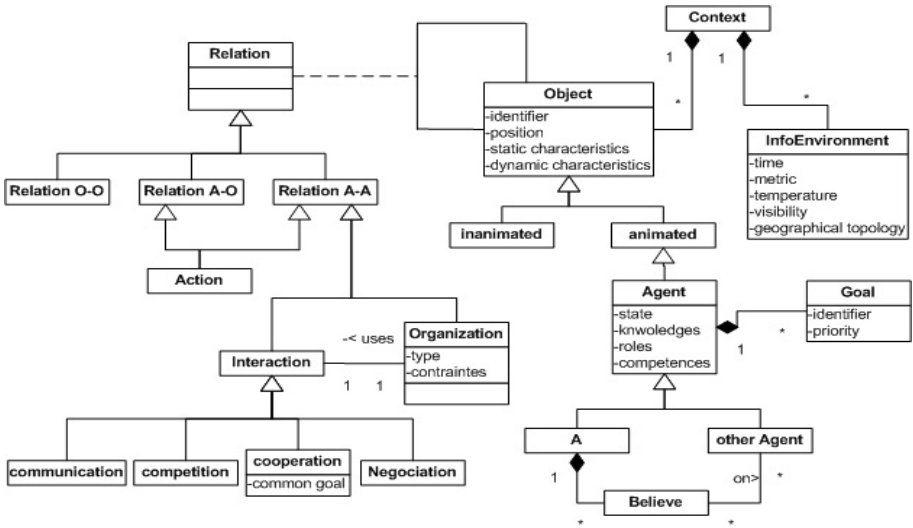 Context
1
1
*
*
Relation
Object
-identifier
-position
-static characteristics
-dynamic characteristics
InfoEnvironment
-time
-metric
-temperature
-visibility
-geographical topology
Relation O-O
Relation A-O
Relation A-A
inanimated
animated
Action
Agent
-state
-knwoledges
-roles
-competences
1
*
Goal
-identifier
-priority
-< uses
Organization
-type
-contraintes
Interaction
1
1
communication
competition
cooperation
-common goal
Negociation
A
other Agent
1
on>
*
Believe
*
*